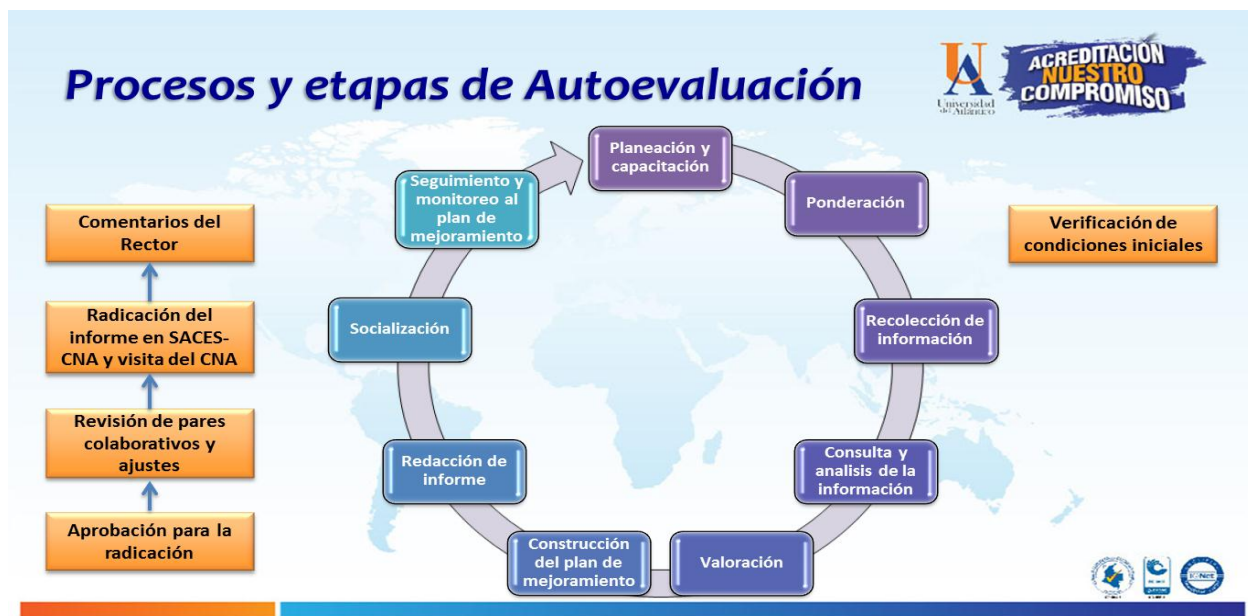 Procesos y etapas de Autoevaluación
Universidad
del Atlántico
ACREDITACIÓN
NUESTRO
COMPROMISO
Planeación y
capacitación
Ponderación
Recolección de
información
Consulta y
analisis de la
información
Valoración
Construcción
del plan de
mejoramiento
Redacción de
informe
Socialización
Seguimiento y
monitoreo al
plan de
mejoramiento
Comentarios del
Rector
Radicación del
informe en SACES-
CNA y visita del CNA
Revisión de pares
colaborativos y
ajustes
Aprobación para la
radicación
Verificación de
condiciones iniciales